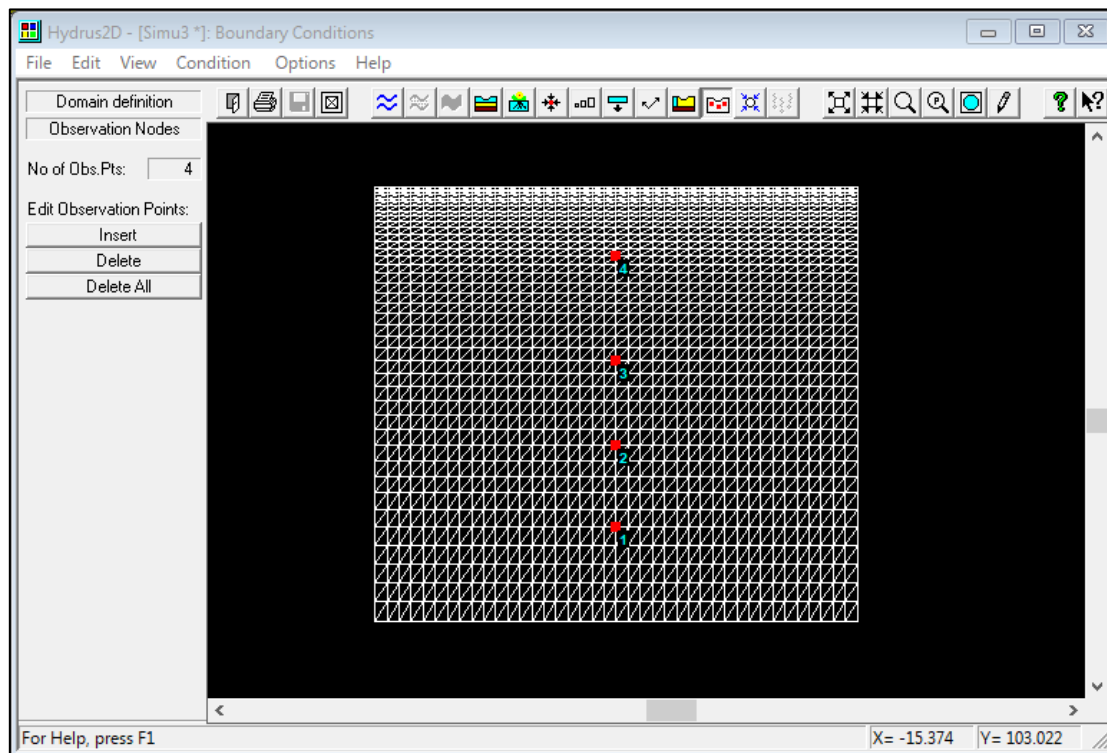 Hydrus2D - [Simu3 *]: Boundary Conditions
File Edit View Condition Options Help
Domain definition
Observation Nodes
No of Obs.Pts: 4
Edit Observation Points:
Insert
Delete
Delete All
4
3
2
1
For Help, press F1 X= -15.374 Y= 103.022